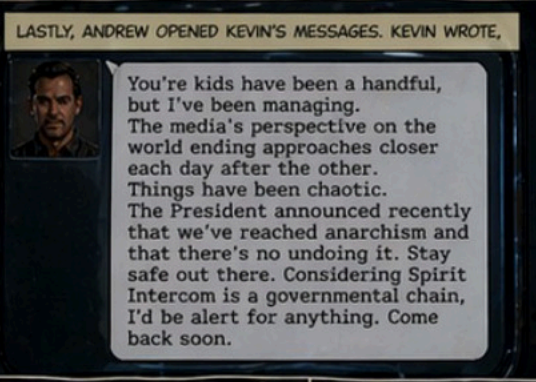 LASTLY, ANDREW OPENED KEVIN'S MESSAGES. KEVIN WROTE,
You're kids have been a handful,
but I've been managing.
The media's perspective on the
world ending approaches closer
each day after the other.
Things have been chaotic.
The President announced recently
that we've reached anarchism and
that there's no undoing it. Stay
safe out there. Considering Spirit
Intercom is a governmental chain,
I'd be alert for anything. Come
back soon.